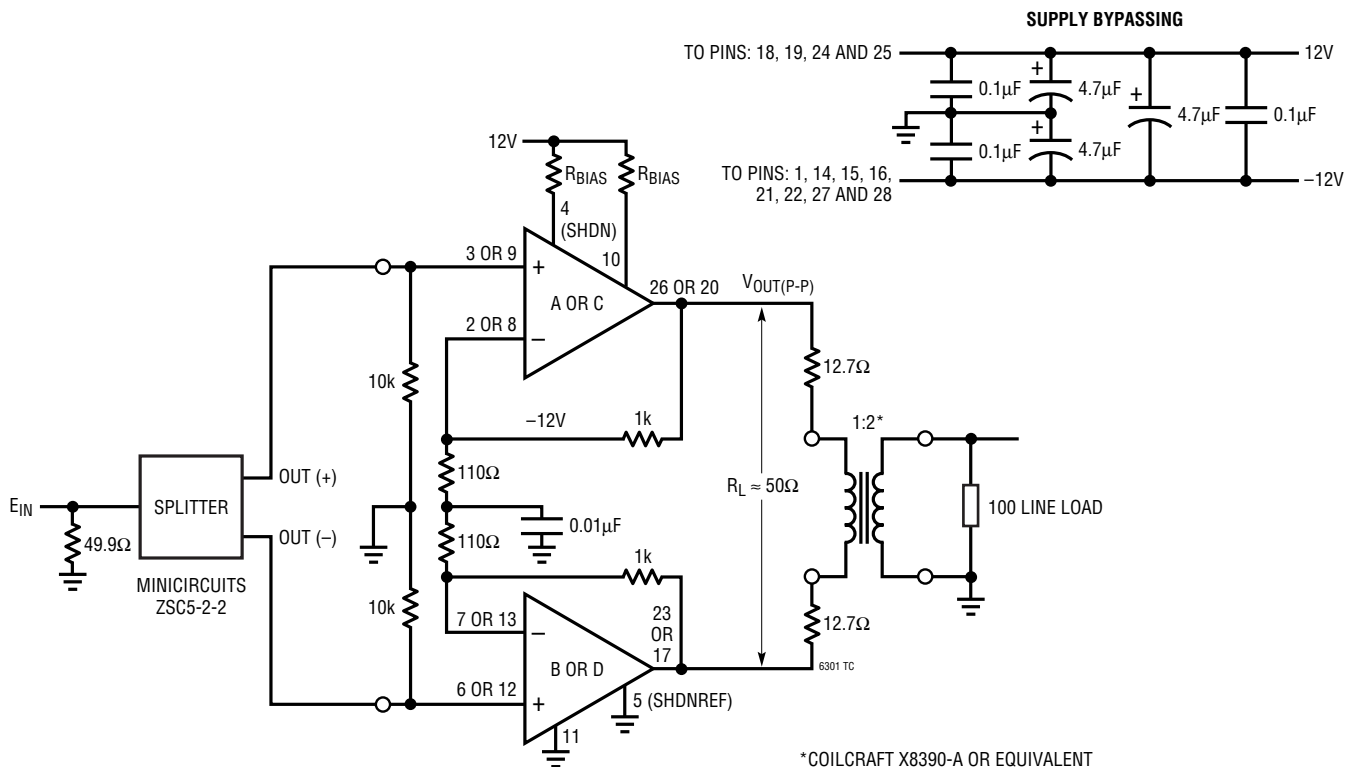 SUPPLY BYPASSING
TO PINS: 18, 19, 24 AND 25
12V
0.1µF
+
4.7µF
+
4.7µF
0.1µF
0.1µF
+
4.7µF
TO PINS: 1, 14, 15, 16,
21, 22, 27 AND 28
–12V
12V
RBIAS
RBIAS
4
(SHDN)
10
3 OR 9
+
A OR C
26 OR 20
VOUT(P-P)
2 OR 8
–
12.7Ω
10k
–12V
1k
1:2*
110Ω
OUT (+)
RL ≈ 50Ω
EIN
SPLITTER
100 LINE LOAD
0.01µF
49.9Ω
OUT (–)
110Ω
1k
MINICIRCUITS
ZSC5-2-2
10k
7 OR 13
–
23
OR
17
12.7Ω
6301 TC
B OR D
6 OR 12
+
5 (SHDNREF)
11
*COILCRAFT X8390-A OR EQUIVALENT